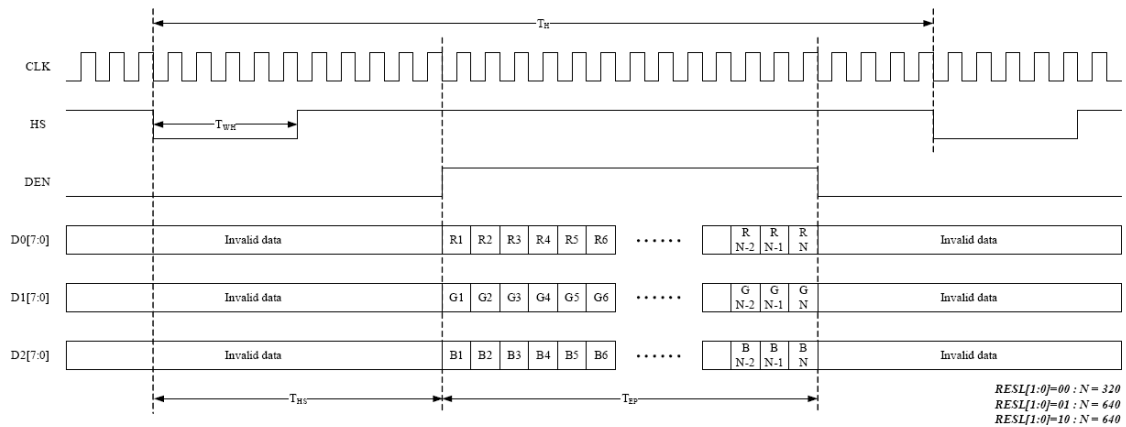 TH
CLK
HS
TWH
DEN
D0[7:0] Invalid data R1 R2 R3 R4 R5 R6 ······ R N-2 R N-1 R N Invalid data
D1[7:0] Invalid data G1 G2 G3 G4 G5 G6 ······ G N-2 G N-1 G N Invalid data
D2[7:0] Invalid data B1 B2 B3 B4 B5 B6 ······ B N-2 B N-1 B N Invalid data
THS TEP
RESL[1:0]=00 : N = 320
RESL[1:0]=01 : N = 640
RESL[1:0]=10 : N = 640